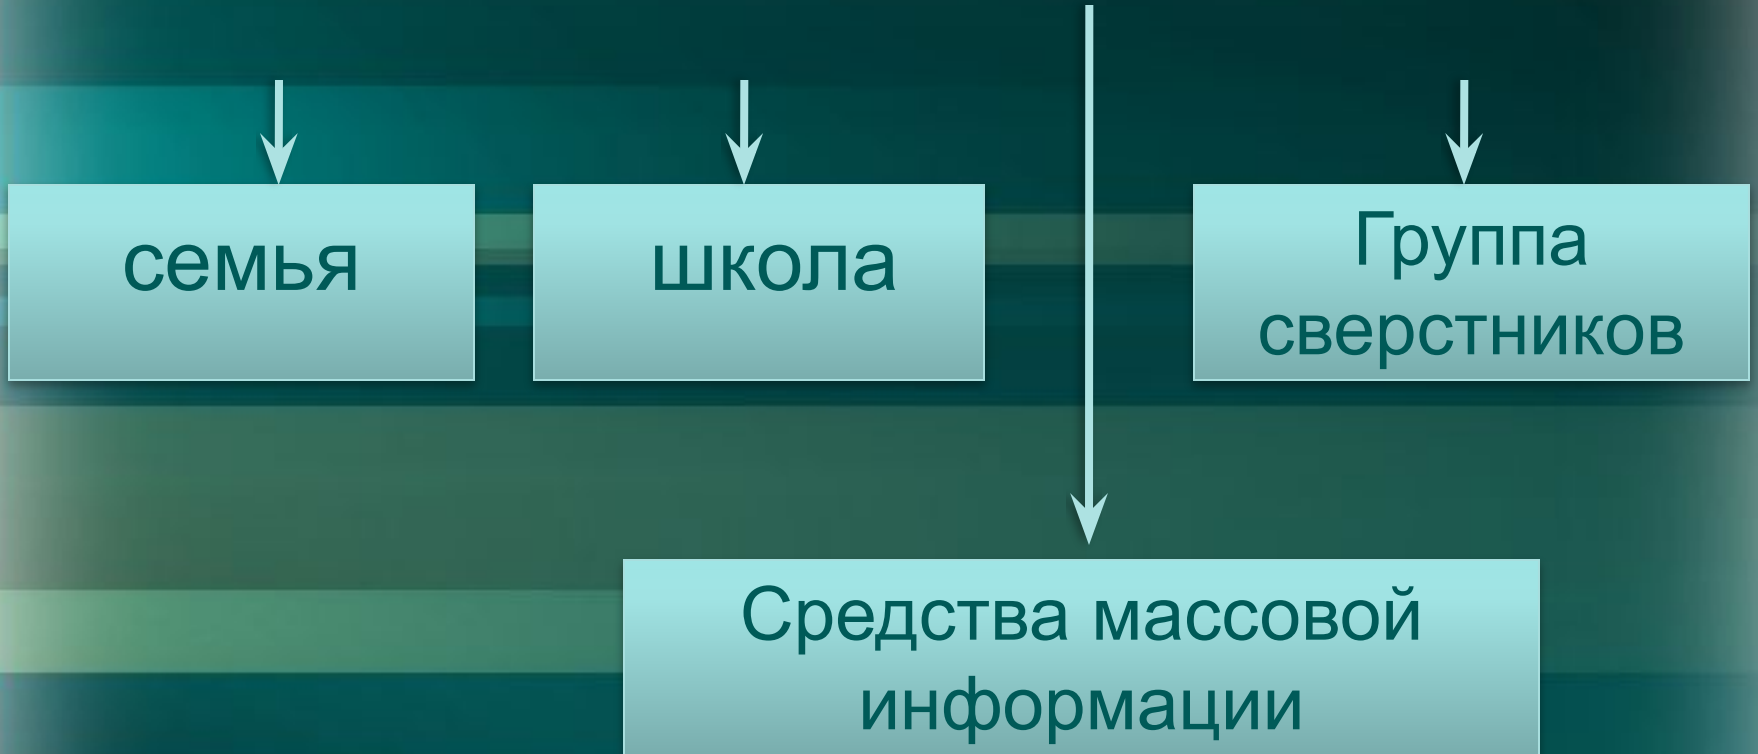 семья
школа
Группа
сверстников
Средства массовой
информации